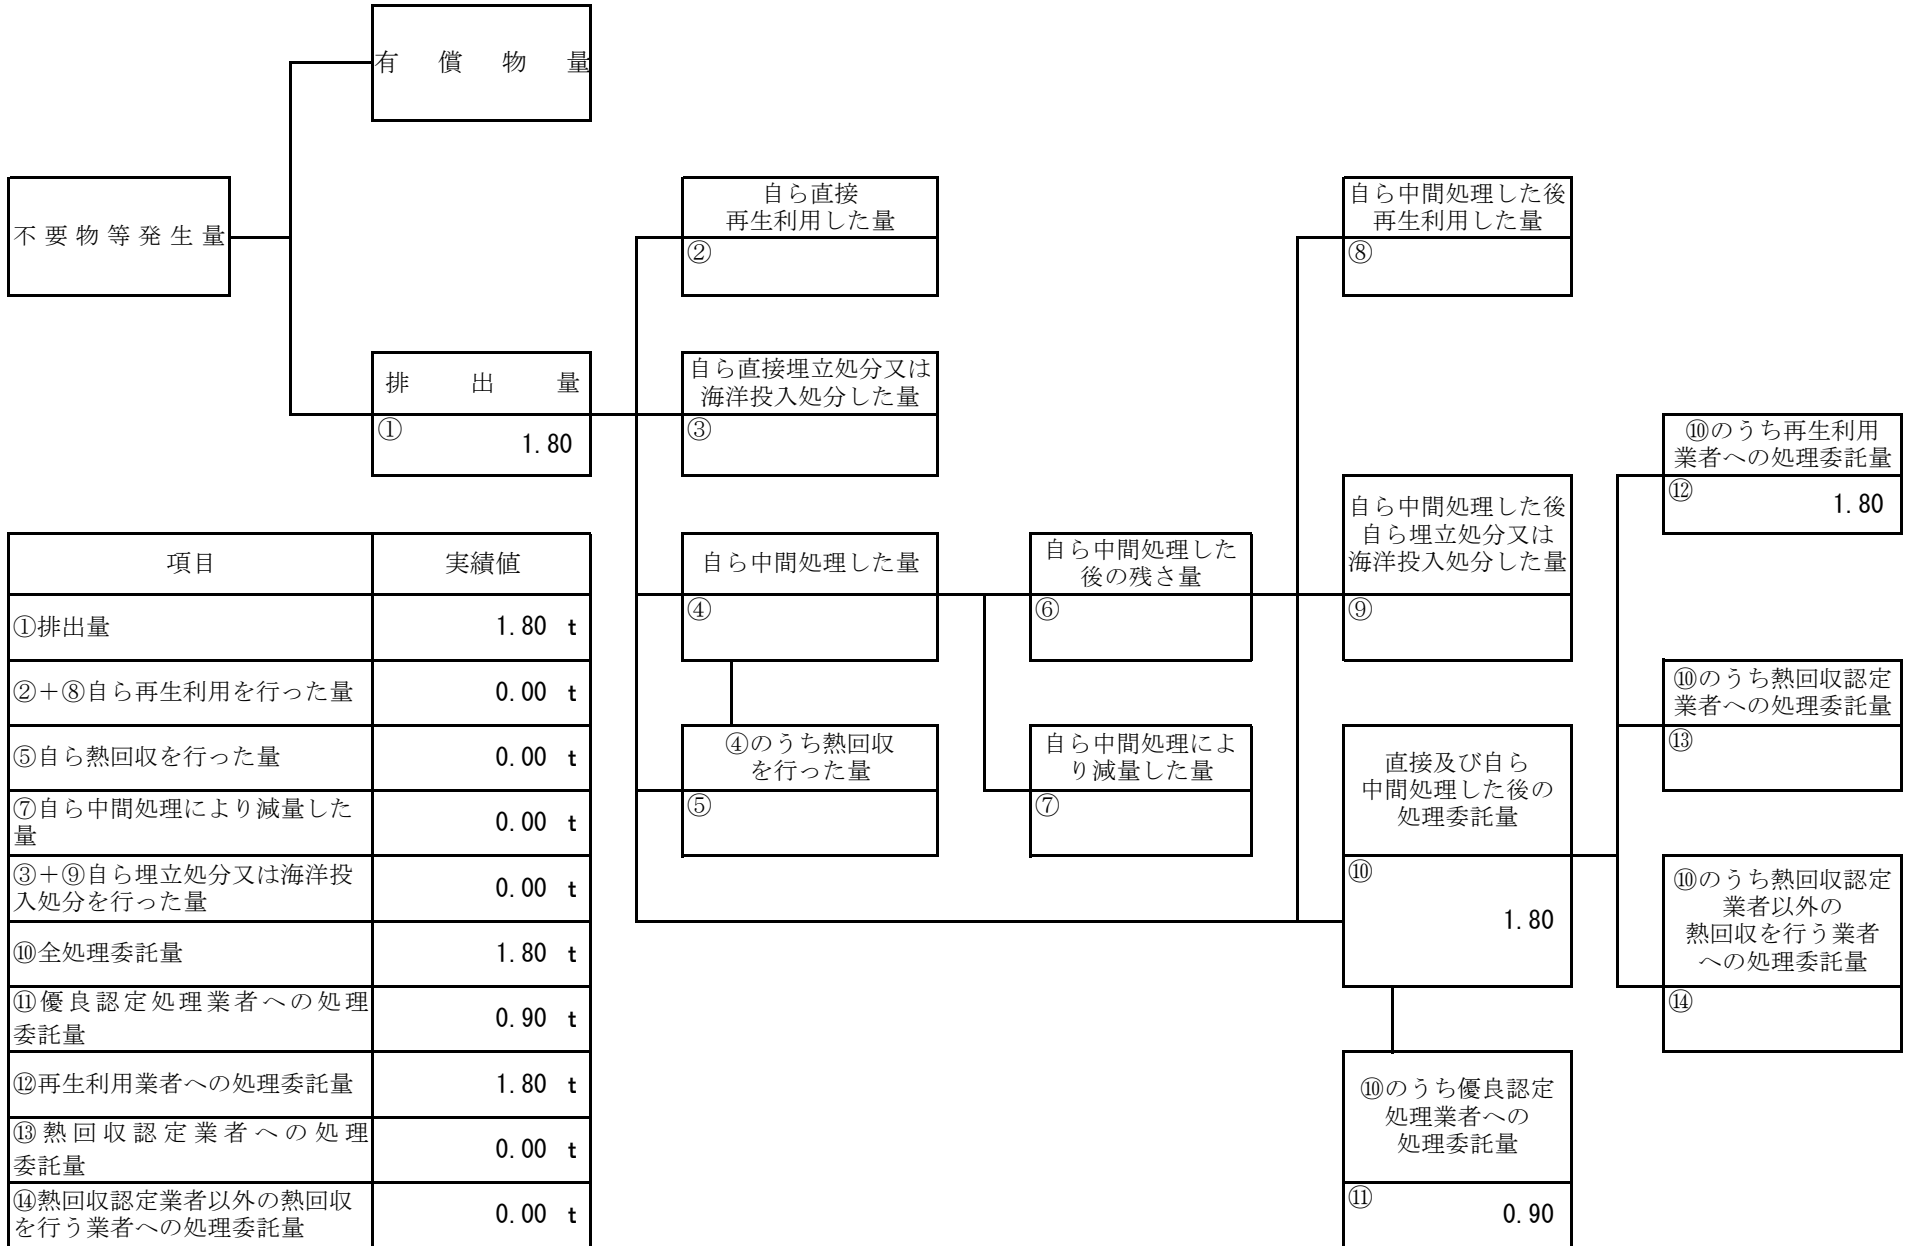 有償物量
不要物等発生量
自ら直接
再生利用した量
②
自ら中間処理した後
再生利用した量
⑧
排出量
①
1.80
自ら直接埋立処分又は
海洋投入処分した量
③
⑩のうち再生利用
業者への処理委託量
⑫
1.80
自ら中間処理した量
④
自ら中間処理した
後の残さ量
⑥
自ら中間処理した後
自ら埋立処分又は
海洋投入処分した量
⑨
④のうち熱回収
を行った量
⑤
自ら中間処理によ
り減量した量
⑦
直接及び自ら
中間処理した後の
処理委託量
⑩
1.80
⑩のうち熱回収認定
業者への処理委託量
⑬
⑩のうち熱回収認定
業者以外の
熱回収を行う業者
への処理委託量
⑭
⑩のうち優良認定
処理業者への
処理委託量
⑪
0.90
項目 実績値
①排出量 1.80 t
②＋⑧自ら再生利用を行った量 0.00 t
⑤自ら熱回収を行った量 0.00 t
⑦自ら中間処理により減量した
量 0.00 t
③＋⑨自ら埋立処分又は海洋投
入処分を行った量 0.00 t
⑩全処理委託量 1.80 t
⑪優良認定処理業者への処理
委託量 0.90 t
⑫再生利用業者への処理委託量 1.80 t
⑬熱回収認定業者への処理
委託量 0.00 t
⑭熱回収認定業者以外の熱回収
を行う業者への処理委託量 0.00 t